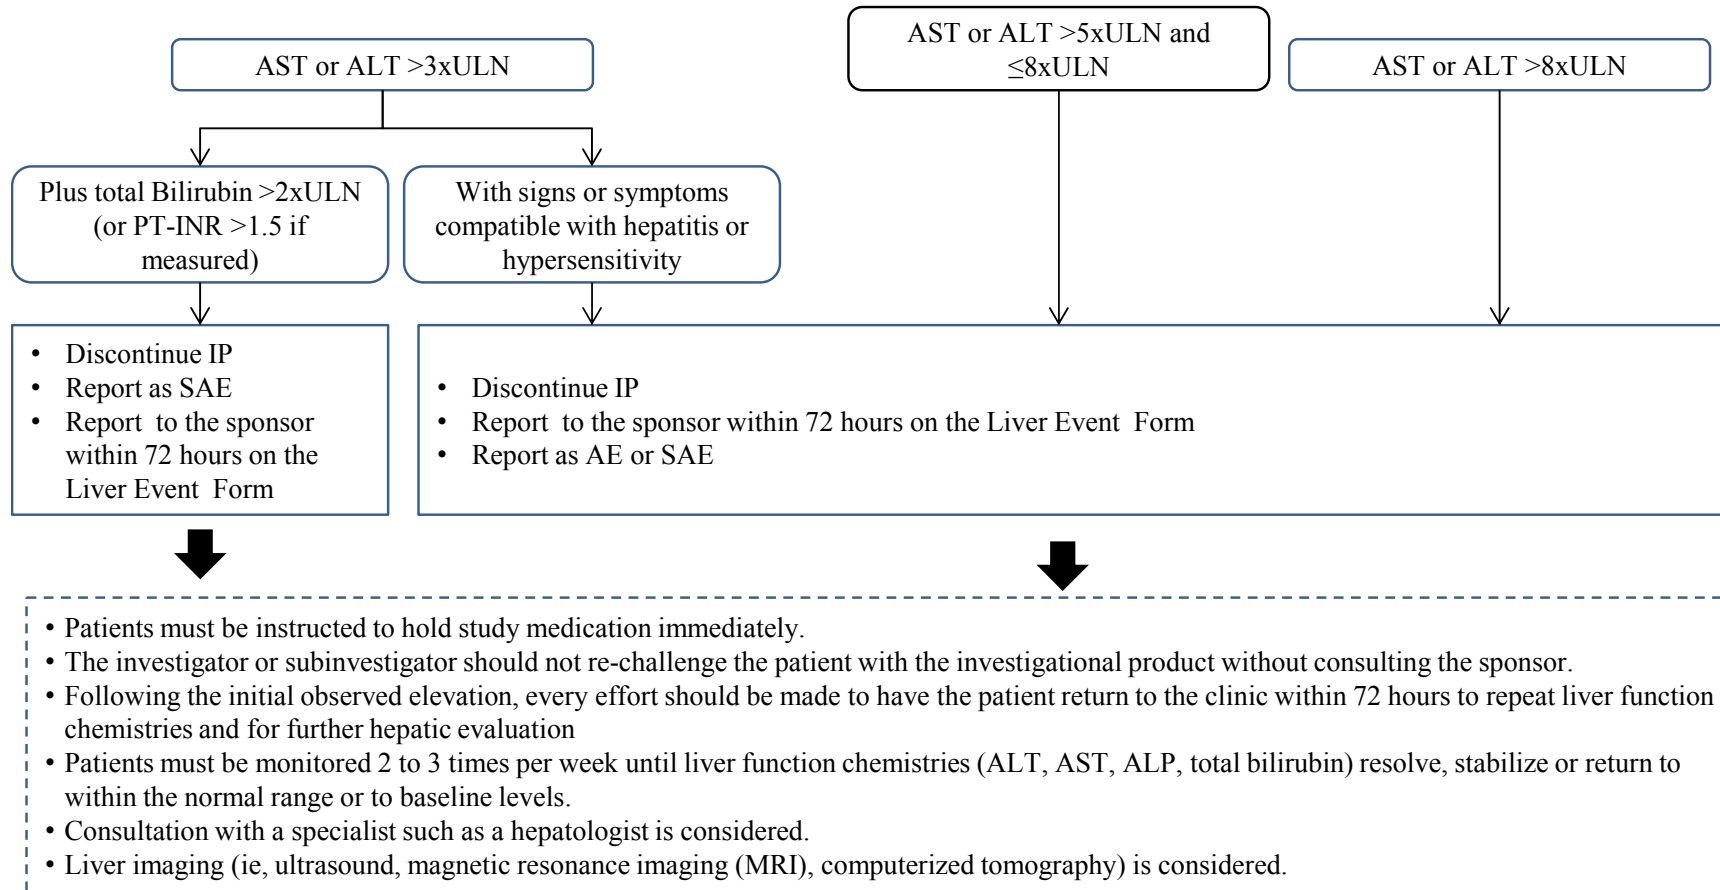 AST or ALT >3xULN
AST or ALT >5xULN and
≤8xULN
AST or ALT >8xULN
Plus total Bilirubin >2xULN
(or PT-INR >1.5 if
measured)
With signs or symptoms
compatible with hepatitis or
hypersensitivity
• Discontinue IP
• Report as SAE
• Report to the sponsor
within 72 hours on the
Liver Event Form
• Discontinue IP
• Report to the sponsor within 72 hours on the Liver Event Form
• Report as AE or SAE
• Patients must be instructed to hold study medication immediately.
• The investigator or subinvestigator should not re-challenge the patient with the investigational product without consulting the sponsor.
• Following the initial observed elevation, every effort should be made to have the patient return to the clinic within 72 hours to repeat liver function
chemistries and for further hepatic evaluation
• Patients must be monitored 2 to 3 times per week until liver function chemistries (ALT, AST, ALP, total bilirubin) resolve, stabilize or return to
within the normal range or to baseline levels.
• Consultation with a specialist such as a hepatologist is considered.
• Liver imaging (ie, ultrasound, magnetic resonance imaging (MRI), computerized tomography) is considered.